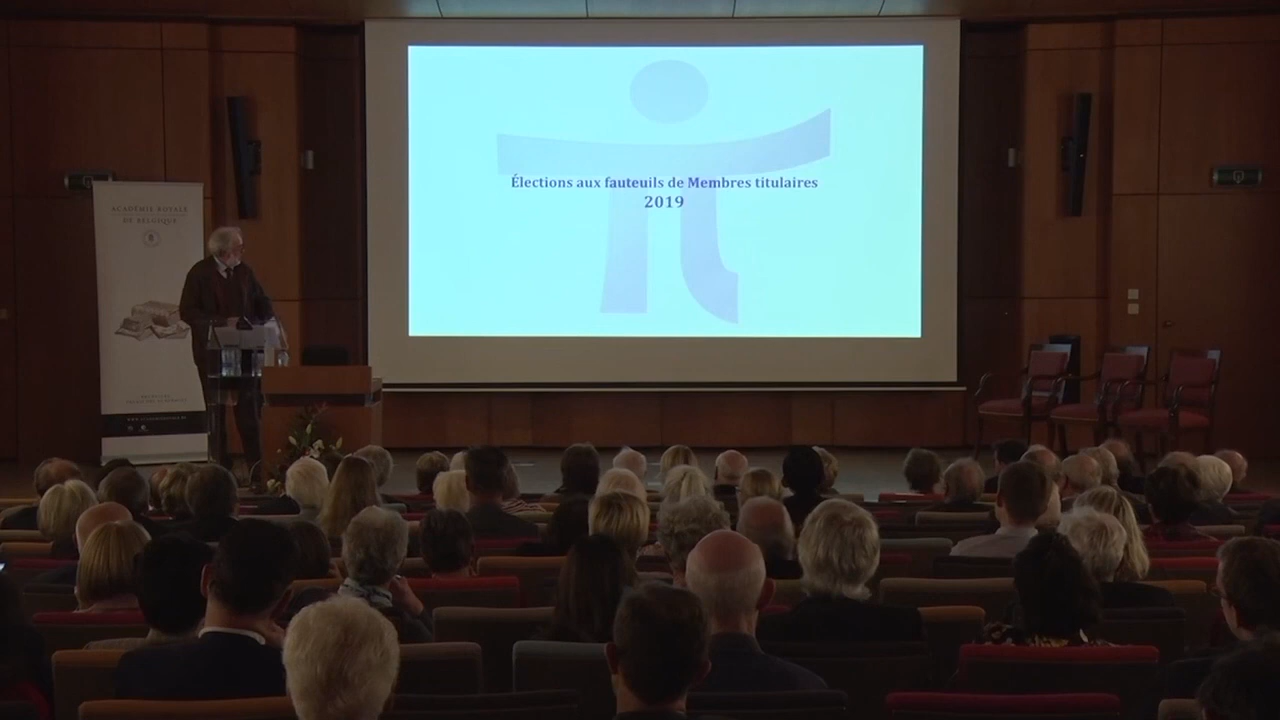 ACADÉMIE ROYALE
DE BELGIQUE
Élections aux fauteuils de Membres titulaires
2019